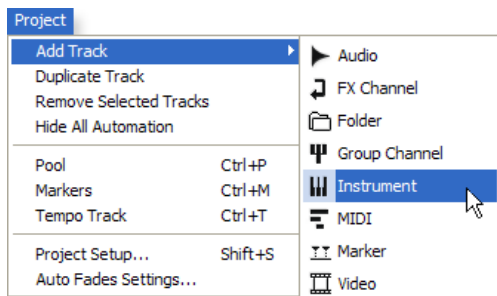 Project
Add Track
Duplicate Track
Remove Selected Tracks
Hide All Automation
Pool Ctrl+P
Markers Ctrl+M
Tempo Track Ctrl+T
Project Setup... Shift+S
Auto Fades Settings...
Audio
FX Channel
Folder
Group Channel
Instrument
MIDI
Marker
Video